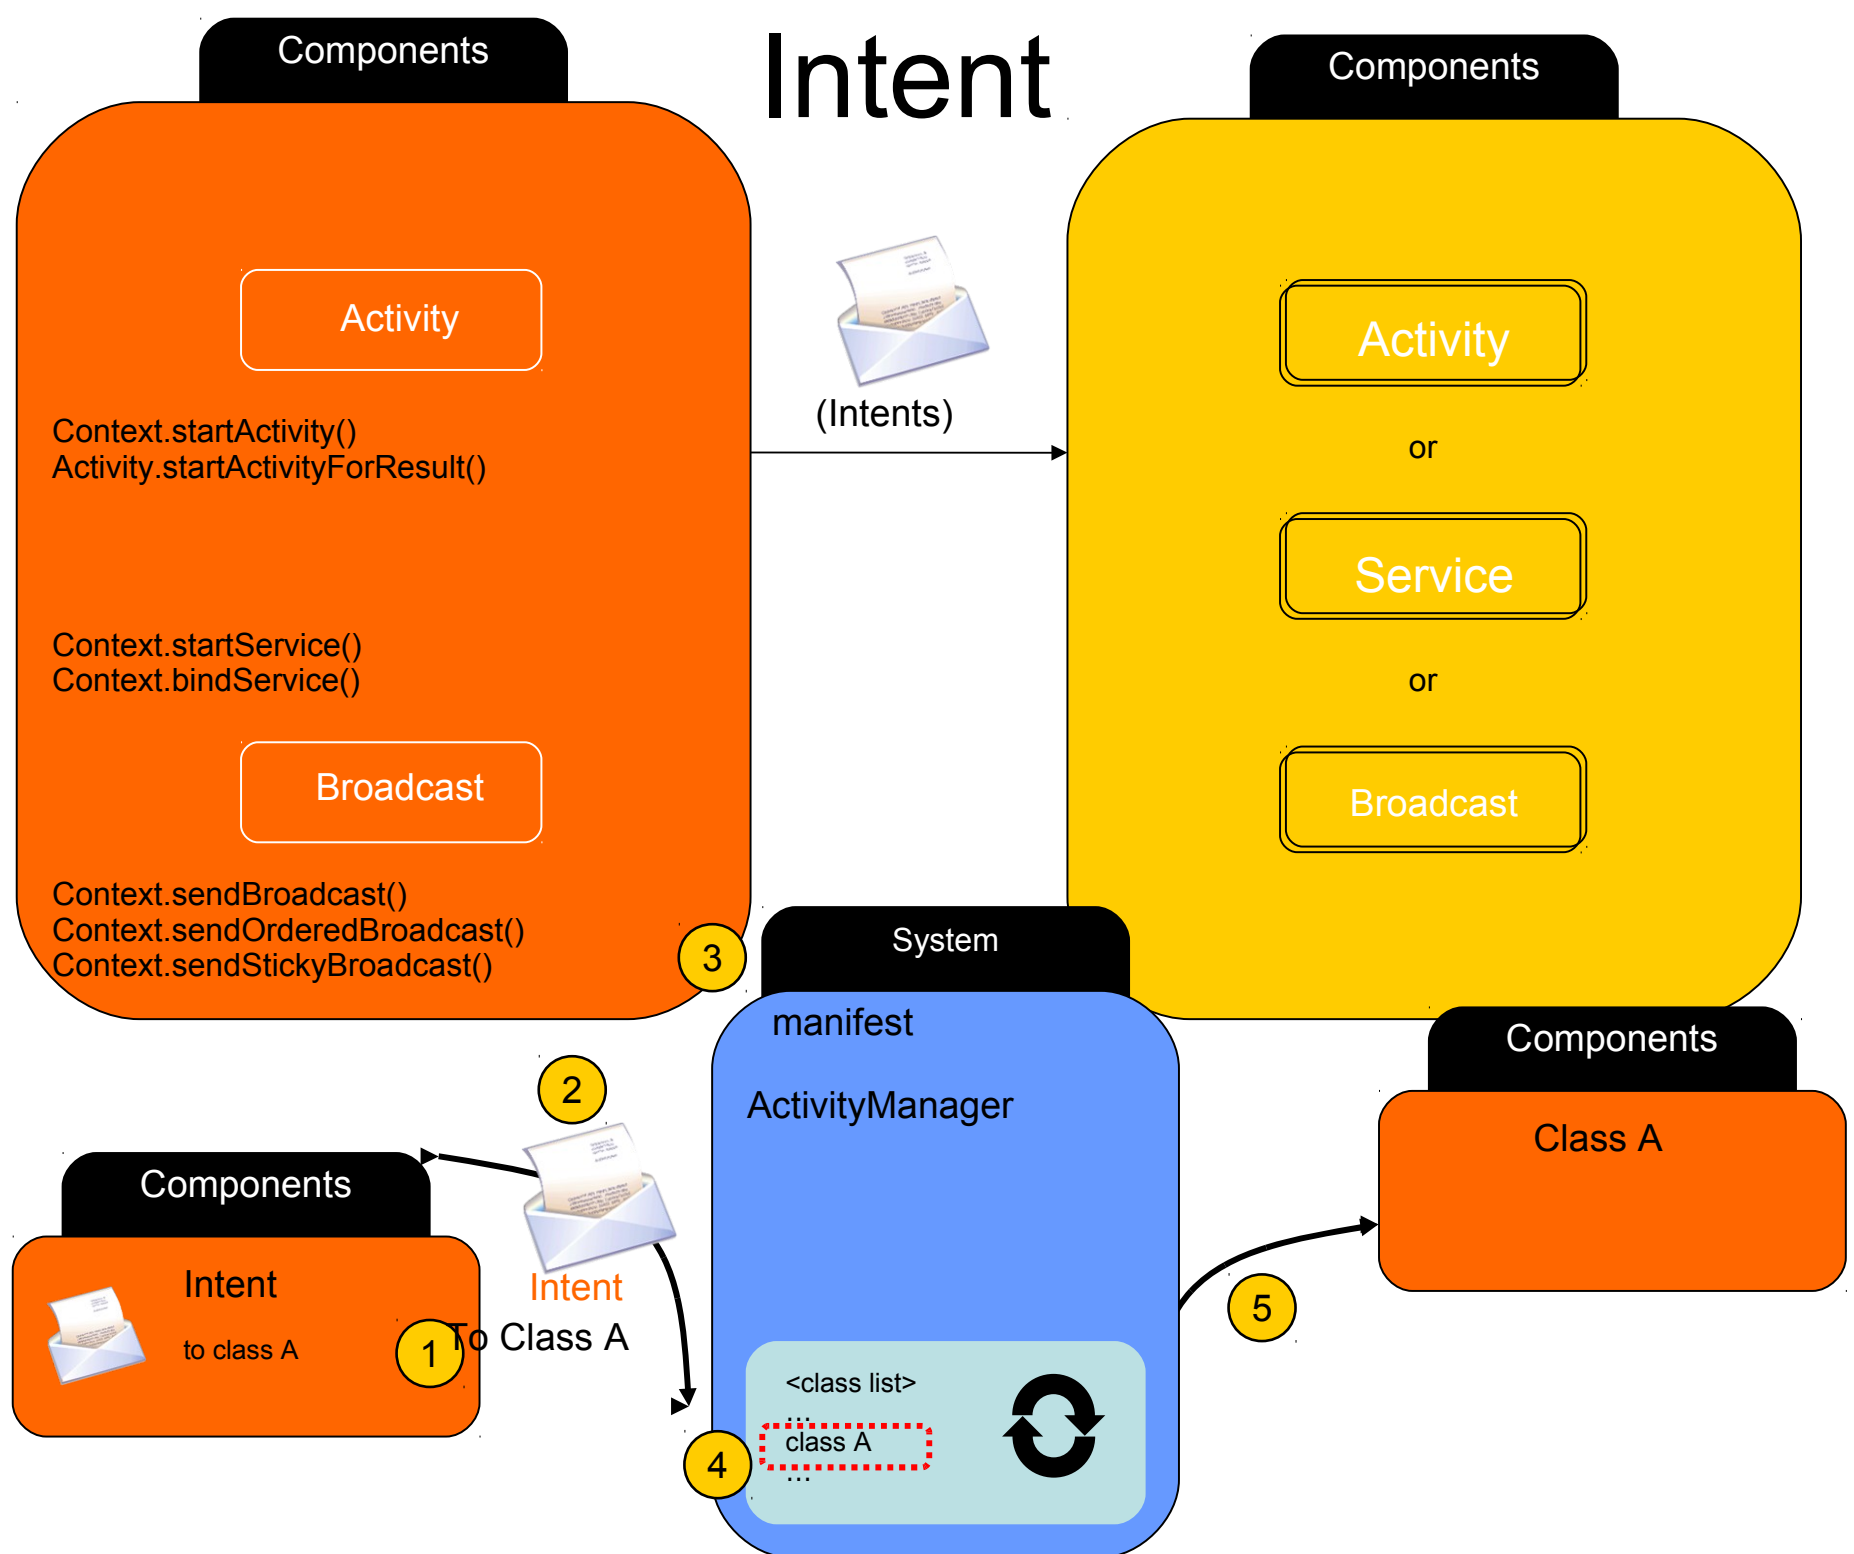 Intent
Components
Activity
Context.startActivity()
Activity.startActivityForResult()
Context.startService()
Context.bindService()
Broadcast
Context.sendBroadcast()
Context.sendOrderedBroadcast()
Context.sendStickyBroadcast()
(Intents)
Components
Activity
or
Service
or
Broadcast
3
System
manifest
ActivityManager
<class list>
...
class A
...
4
2
Intent
To Class A
Components
Intent
to class A
1
5
Components
Class A